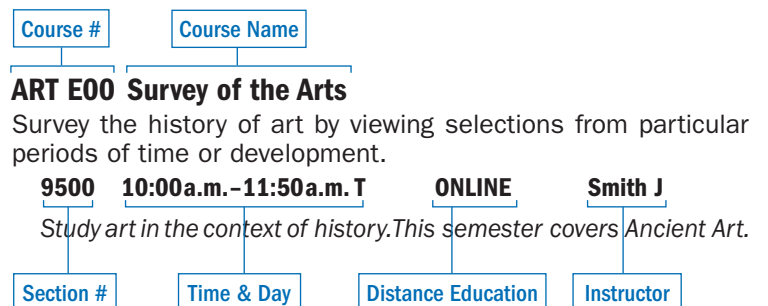 Course # Course Name
ART E00 Survey of the Arts
Survey the history of art by viewing selections from particular
periods of time or development.
9500 10:00a.m.–11:50a.m. T ONLINE Smith J
Study art in the context of history.This semester covers Ancient Art.
Section # Time & Day Distance Education Instructor